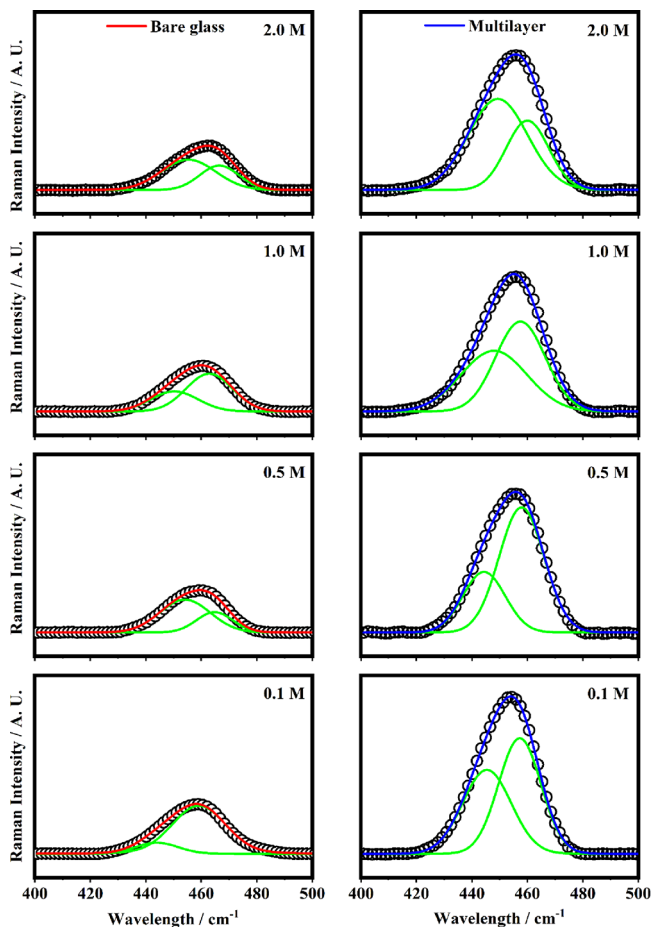 Bare glass
2.0 M
Multilayer
2.0 M
Raman Intensity / A. U.
1.0 M
1.0 M
Raman Intensity / A. U.
0.5 M
0.5 M
Raman Intensity / A. U.
0.1 M
0.1 M
Raman Intensity / A. U.
400 420 440 460 480 500
400 420 440 460 480 500
Wavelength / cm⁻¹
Wavelength / cm⁻¹